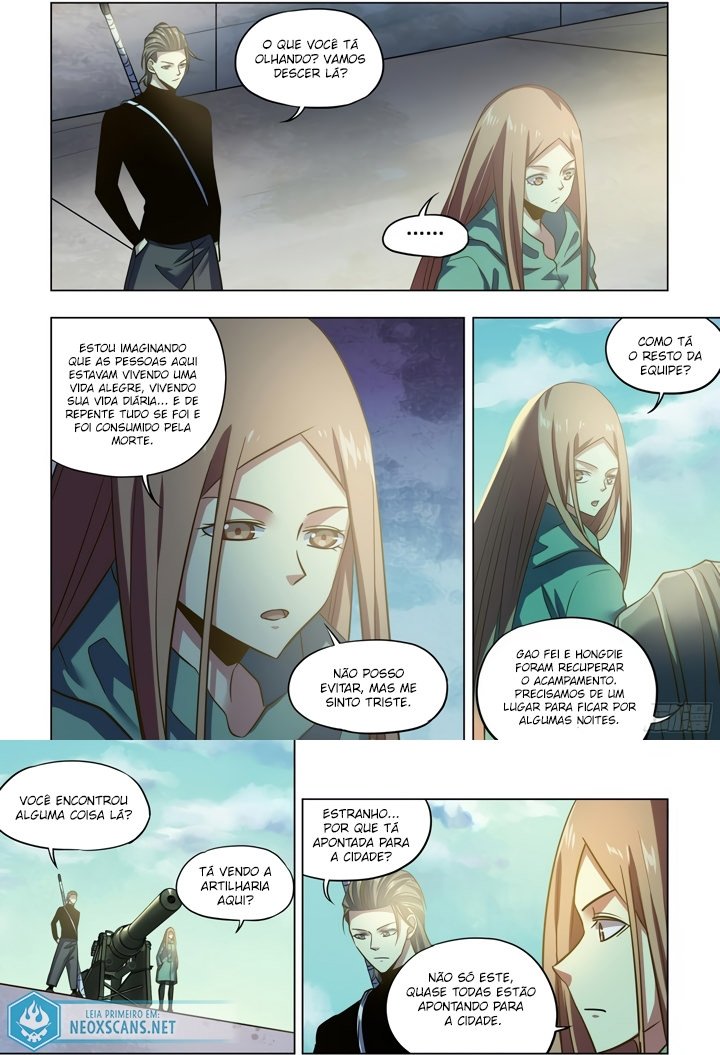 O QUE VOCÊ TÁ
OLHANDO? VAMOS
DESCER LÁ?
......
ESTOU IMAGINANDO
QUE AS PESSOAS AQUI
ESTAVAM VIVENDO UMA
VIDA ALEGRE, VIVENDO
SUA VIDA DIÁRIA... E DE
REPENTE TUDO SE FOI E
FOI CONSUMIDO PELA
MORTE.
NÃO POSSO
EVITAR, MAS ME
SINTO TRISTE.
COMO TÁ
O RESTO DA
EQUIPE?
GAO FEI E HONGDIE
FORAM RECUPERAR
O ACAMPAMENTO.
PRECISAMOS DE UM
LUGAR PARA FICAR POR
ALGUMAS NOITES.
VOCÊ ENCONTROU
ALGUMA COISA LÁ?
TÁ VENDO A
ARTILHARIA
AQUI?
ESTRANHO...
POR QUE TÁ
APONTADA PARA
A CIDADE?
NÃO SÓ ESTE,
QUASE TODAS ESTÃO
APONTANDO PARA
A CIDADE.
LEIA PRIMEIRO EM:
NEOXSCANS.NET